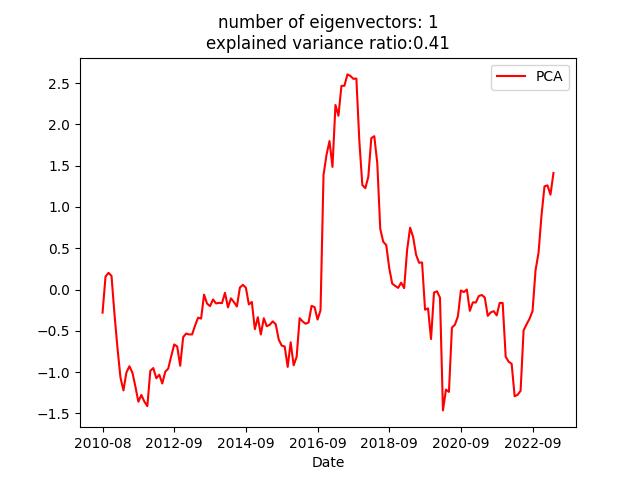 number of eigenvectors: 1
explained variance ratio:0.41
PCA
2.5
2.0
1.5
1.0
0.5
0.0
−0.5
−1.0
−1.5
2010-08 2012-09 2014-09 2016-09 2018-09 2020-09 2022-09
Date